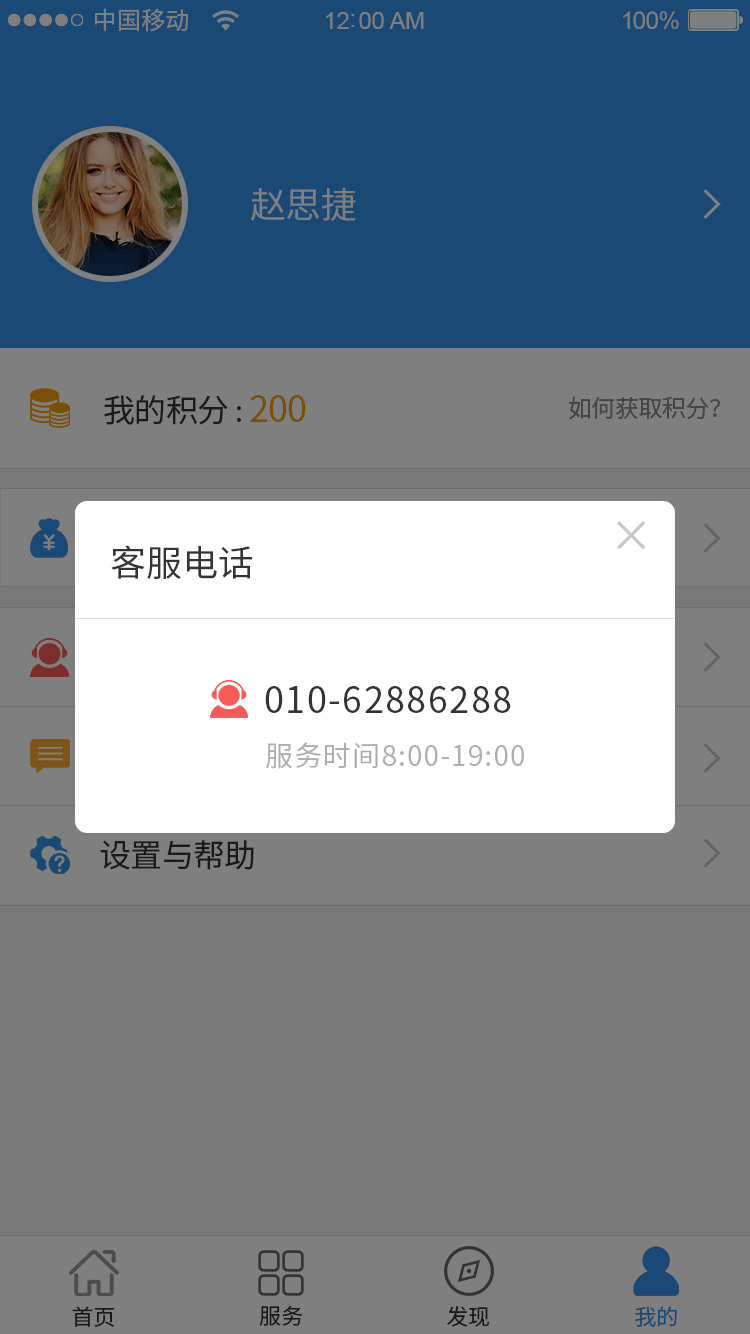 中国移动 12:00 AM 100%
赵思捷
我的积分 : 200 如何获取积分?
¥
客服电话
010-62886288
服务时间8:00-19:00
设置与帮助
首页 服务 发现 我的